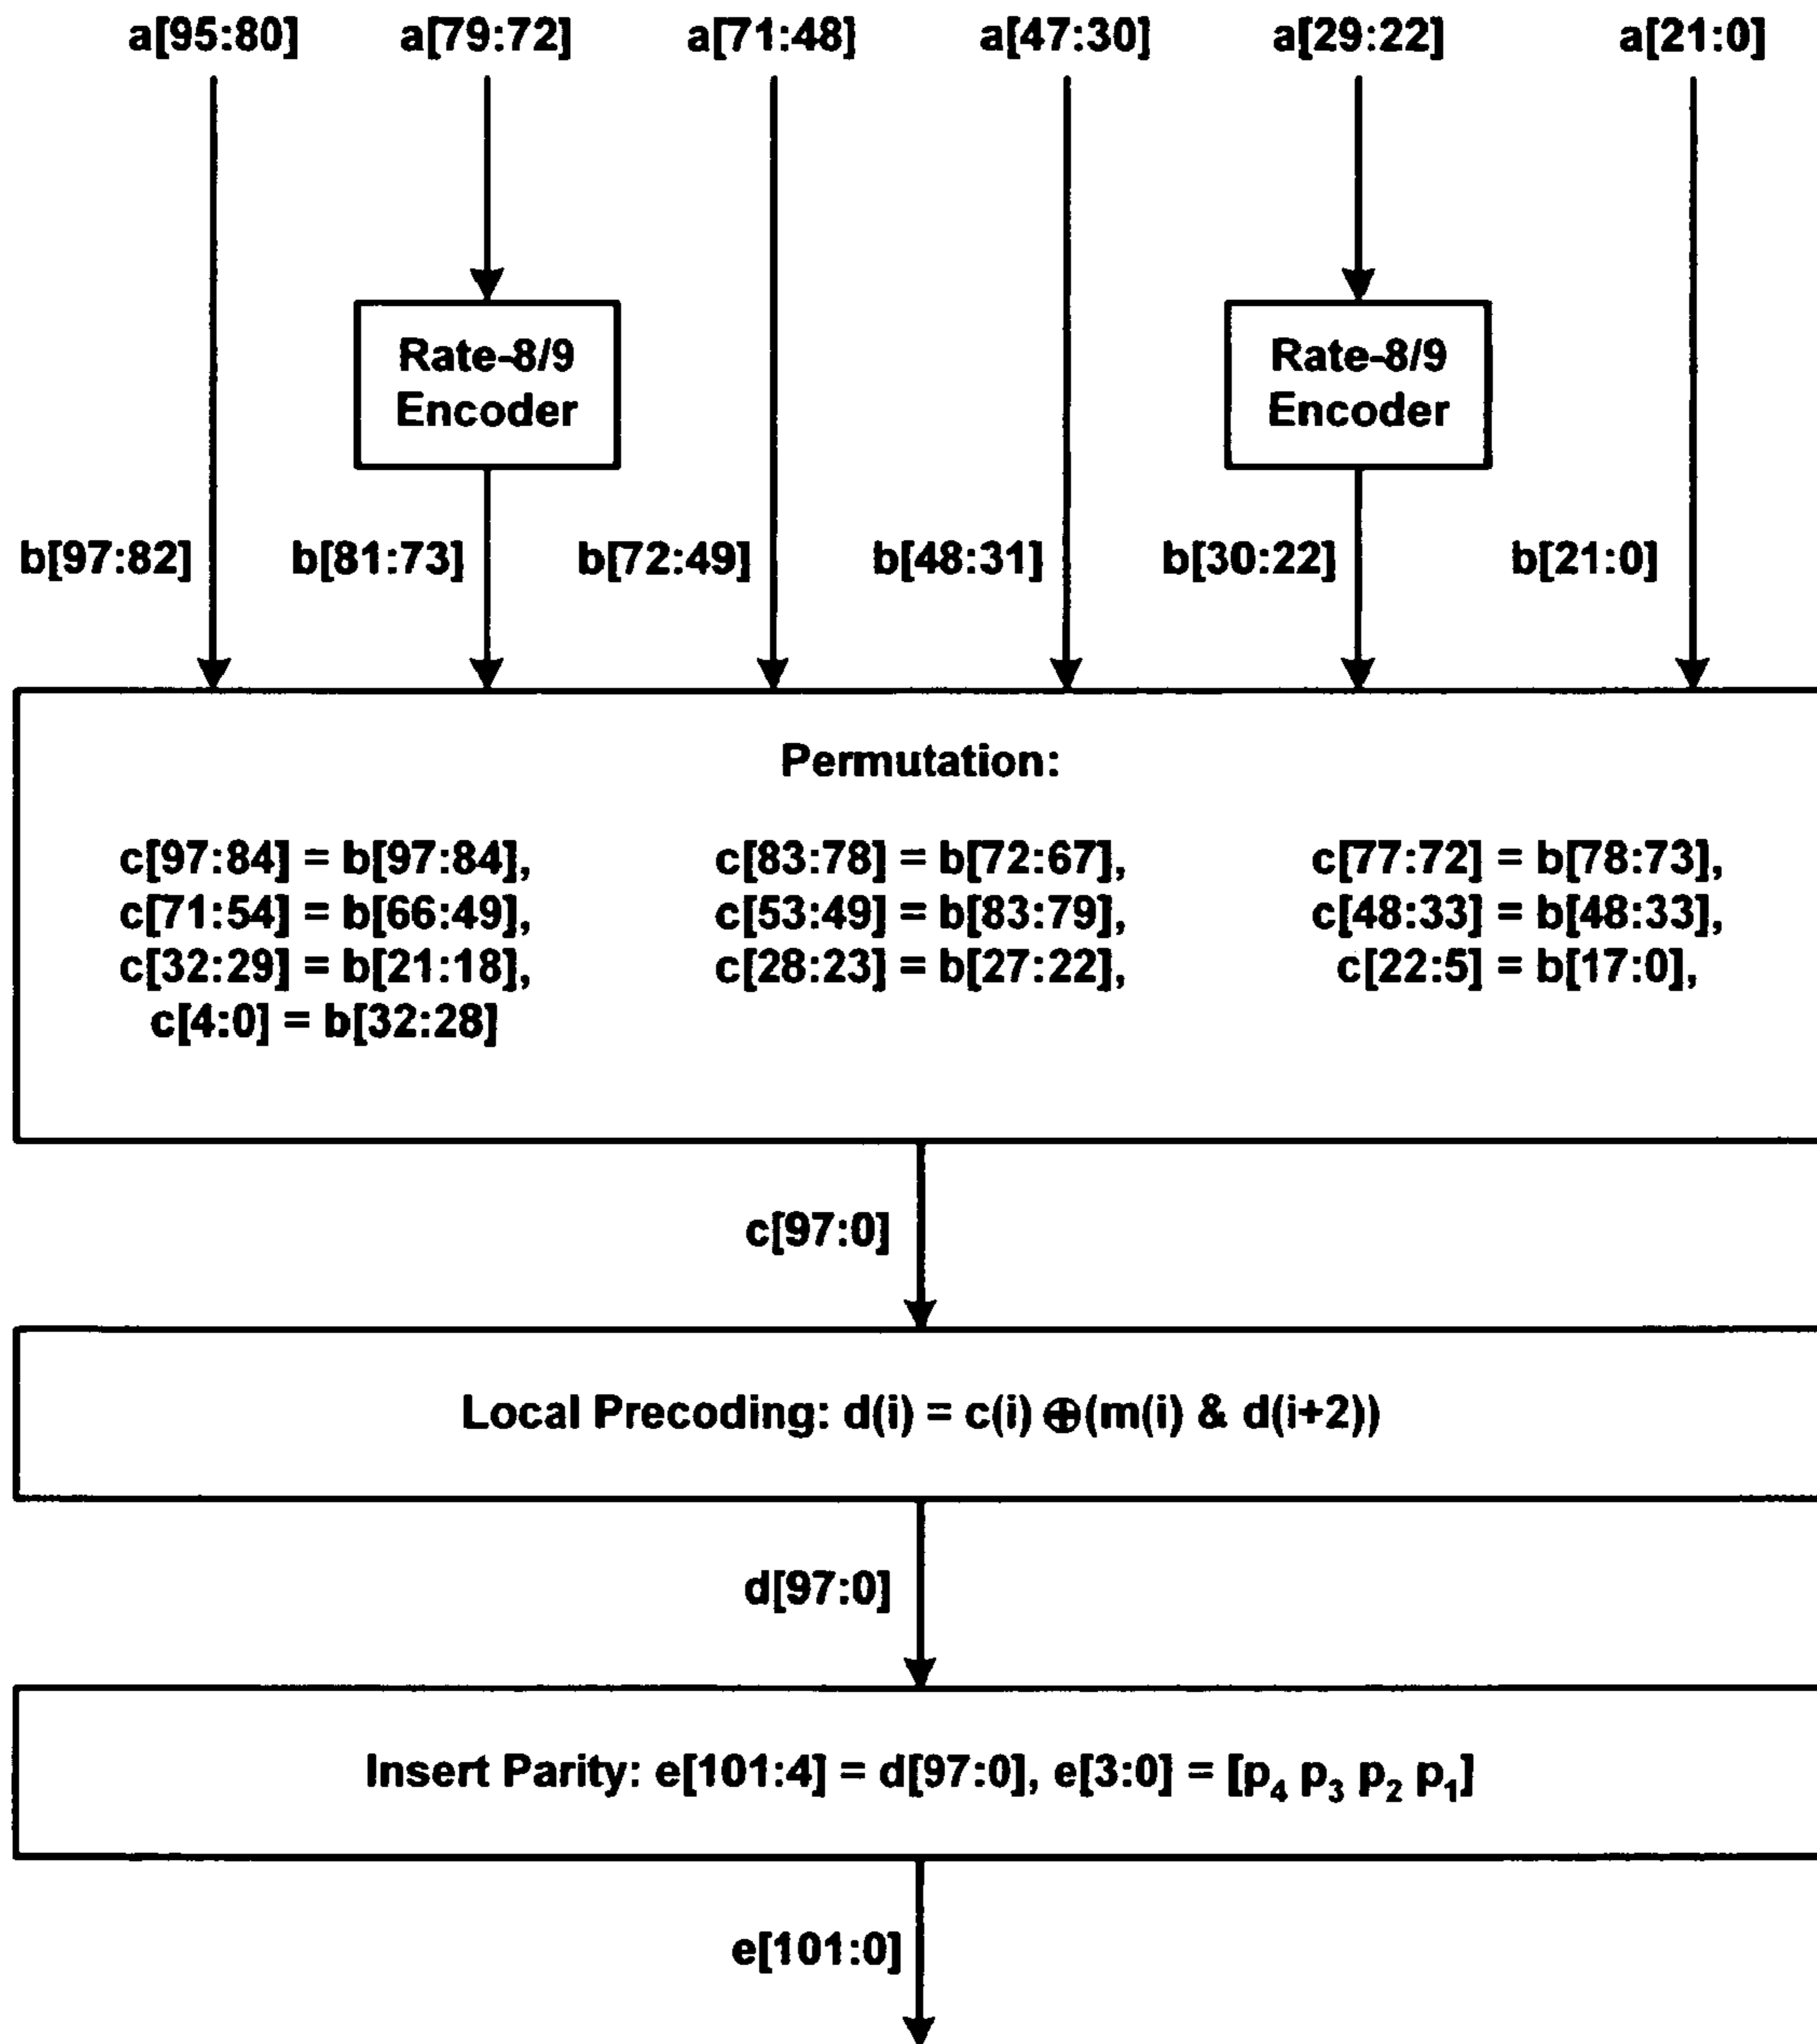 a[95:80] a[79:72] a[71:48] a[47:30] a[29:22] a[21:0]
Rate-8/9
Encoder
Rate-8/9
Encoder
b[97:82] b[81:73] b[72:49] b[48:31] b[30:22] b[21:0]
Permutation:
c[97:84] = b[97:84], c[83:78] = b[72:67], c[77:72] = b[78:73],
c[71:54] = b[66:49], c[53:49] = b[83:79], c[48:33] = b[48:33],
c[32:29] = b[21:18], c[28:23] = b[27:22], c[22:5] = b[17:0],
c[4:0] = b[32:28]
c[97:0]
Local Precoding: d(i) = c(i) ⊕ (m(i) & d(i+2))
d[97:0]
Insert Parity: e[101:4] = d[97:0], e[3:0] = [p₄ p₃ p₂ p₁]
e[101:0]